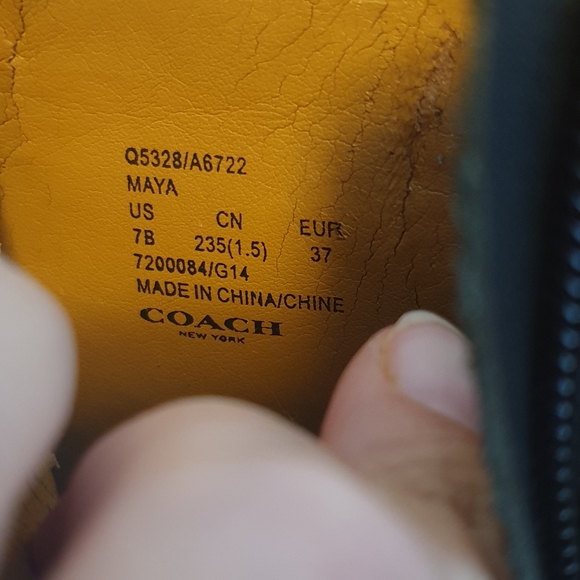 Q5328/A6722
MAYA
US CN EUR
7B 235(1.5) 37
7200084/G14
MADE IN CHINA/CHINE
COACH
NEW YORK